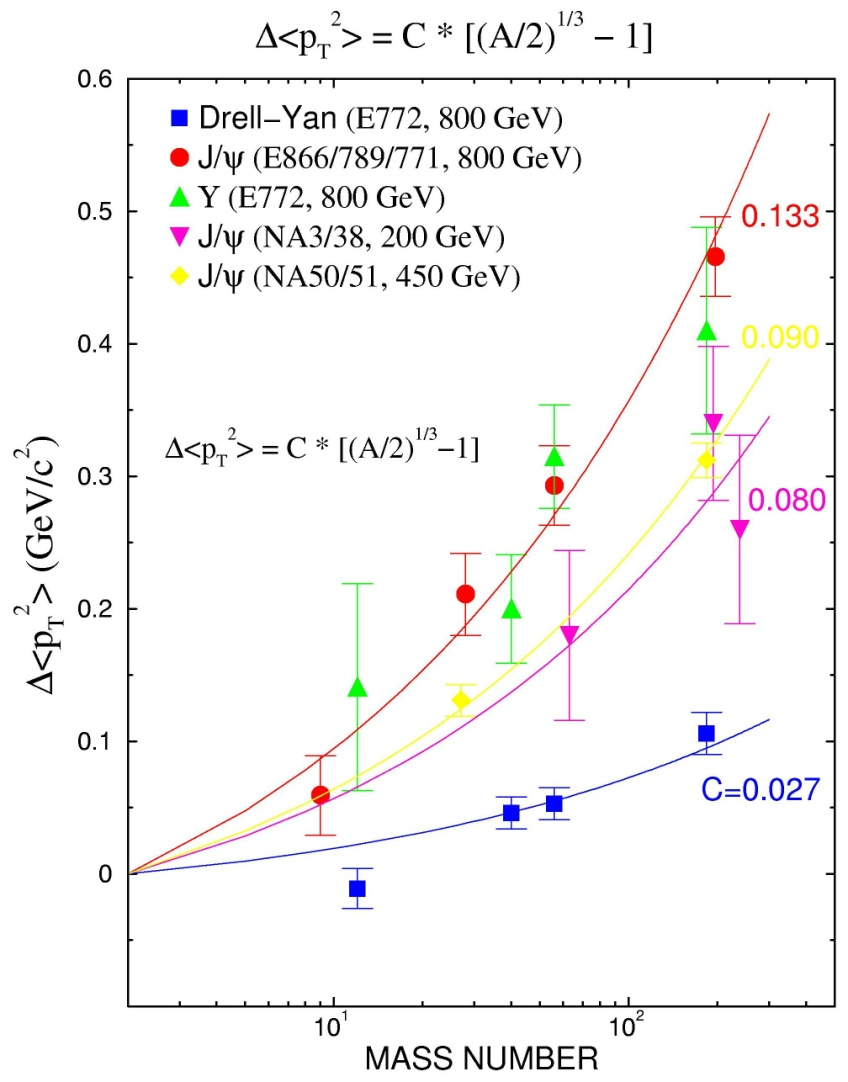 Δ<p_T^2> = C * [(A/2)^1/3 − 1]
0.6
Drell−Yan (E772, 800 GeV)
J/ψ (E866/789/771, 800 GeV)
0.5
Υ (E772, 800 GeV)
0.133
J/ψ (NA3/38, 200 GeV)
J/ψ (NA50/51, 450 GeV)
0.4
0.090
Δ<p_T^2> = C * [(A/2)^1/3−1]
0.3
0.080
Δ<p_T^2> (GeV/c^2)
0.2
0.1
C=0.027
0
10^1
10^2
MASS NUMBER